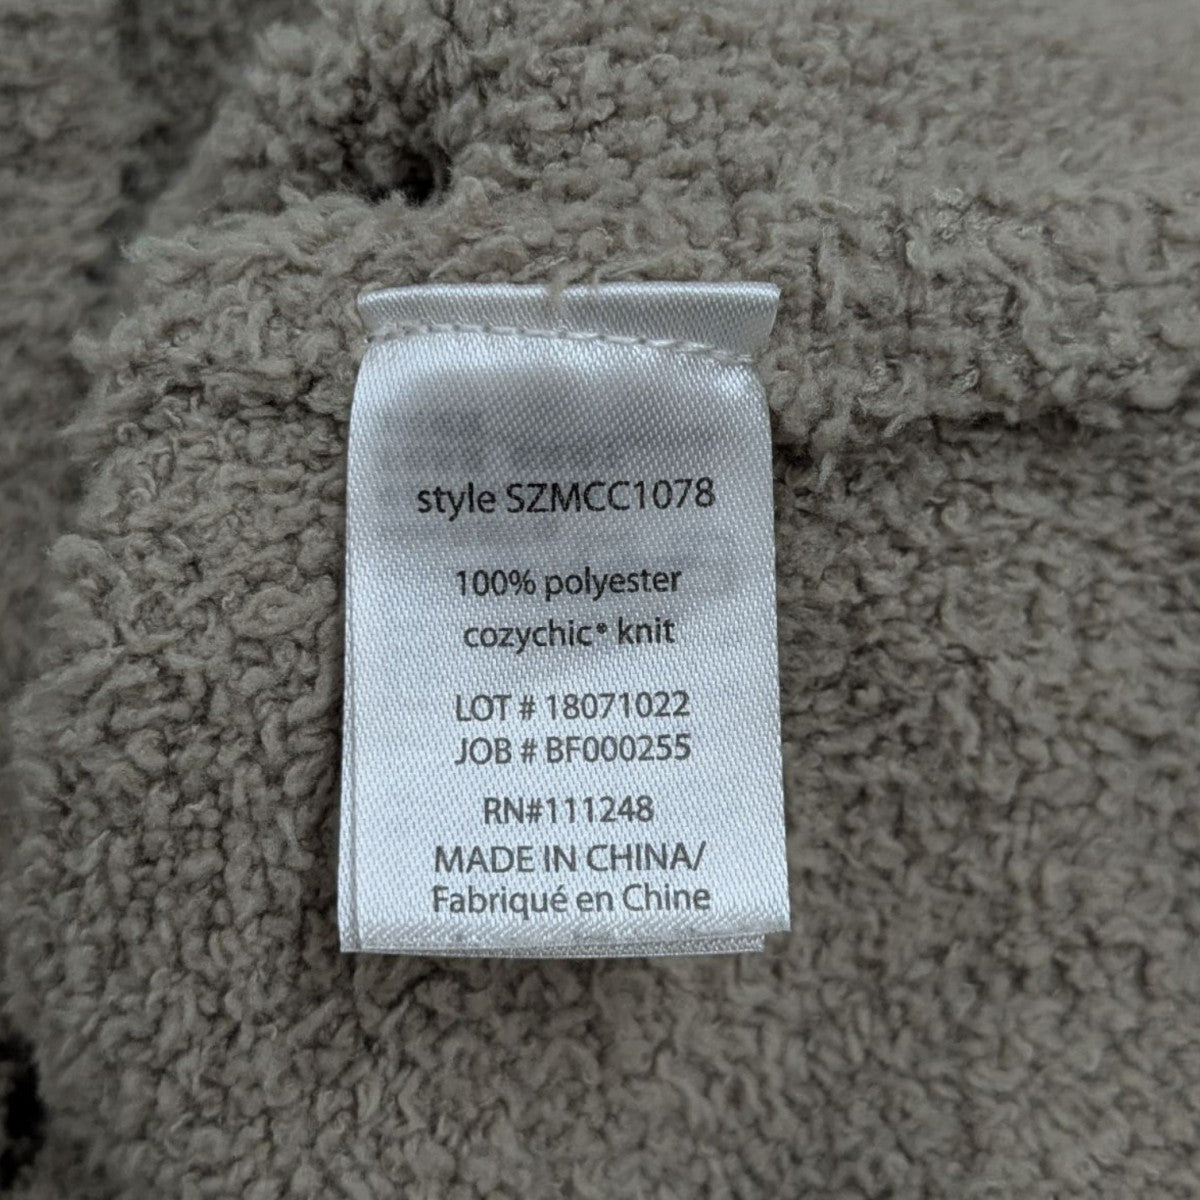 style SZMCC1078
100% polyester
cozychic® knit
LOT # 18071022
JOB # BF000255
RN#111248
MADE IN CHINA/
Fabriqué en Chine